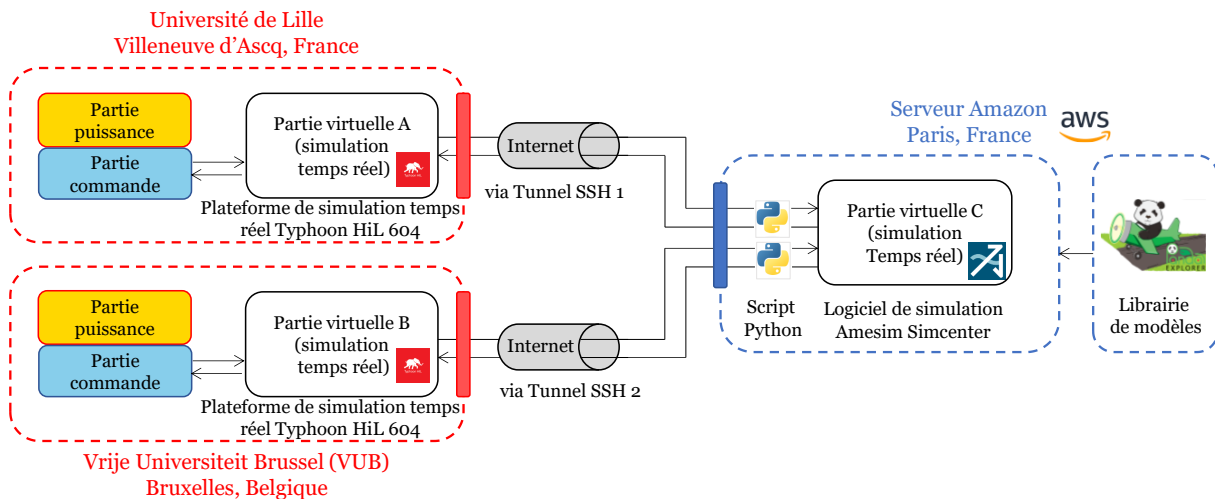 Université de Lille
Villeneuve d'Ascq, France
Partie
puissance
Partie
commande
Partie virtuelle A
(simulation
temps réel)
Plateforme de simulation temps
réel Typhoon HiL 604
Internet
via Tunnel SSH 1
Serveur Amazon
Paris, France
aws
Partie virtuelle C
(simulation
Temps réel)
Script
Python
Logiciel de simulation
Amesim Simcenter
EXPLORER
Librairie
de modèles
Partie
puissance
Partie
commande
Partie virtuelle B
(simulation
temps réel)
Plateforme de simulation temps
réel Typhoon HiL 604
Internet
via Tunnel SSH 2
Vrije Universiteit Brussel (VUB)
Bruxelles, Belgique